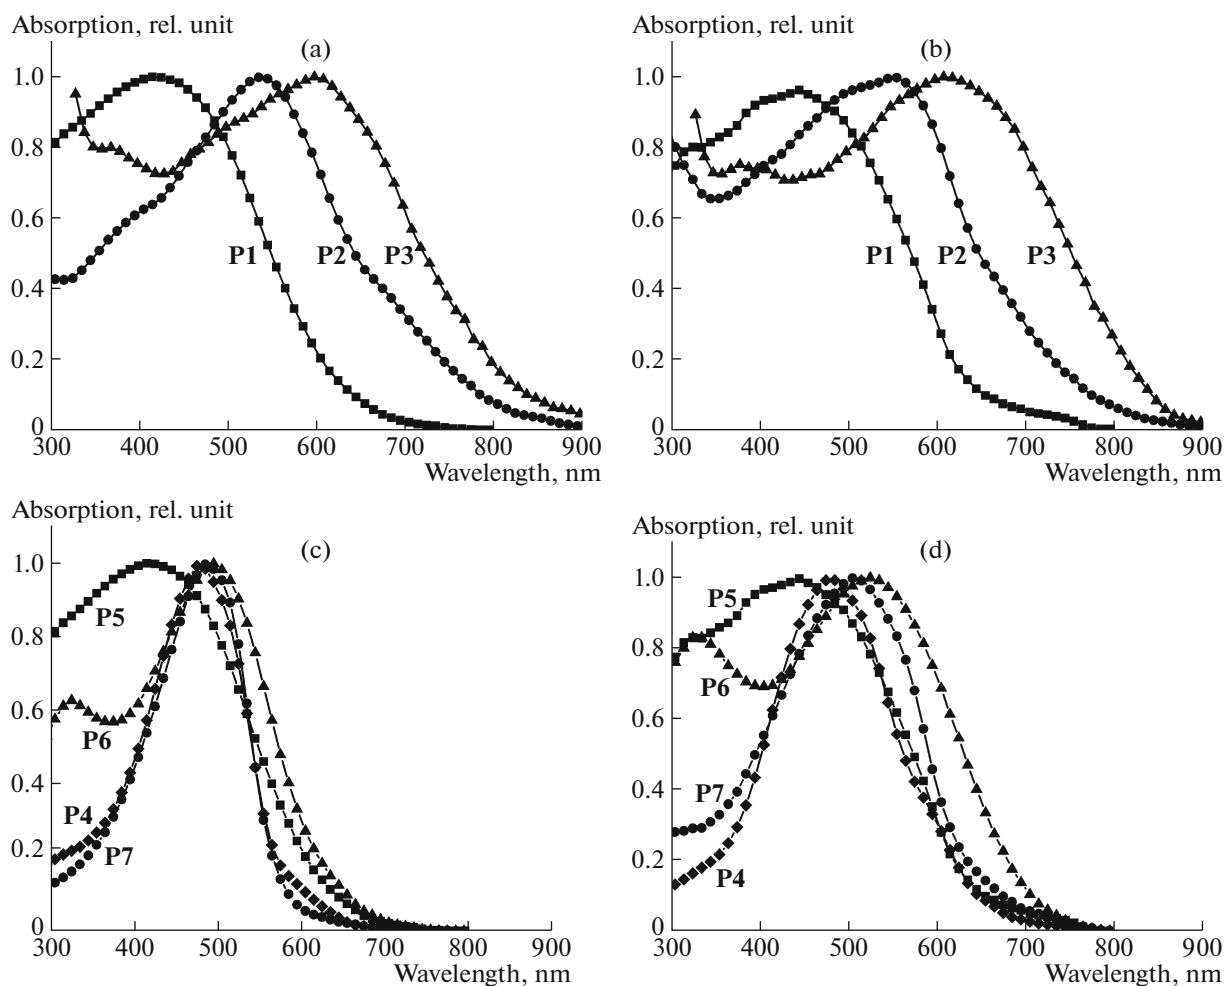 Absorption, rel. unit
(a)
1.0
0.8
0.6
0.4
0.2
0
P1
P2
P3
300 400 500 600 700 800 900
Wavelength, nm
Absorption, rel. unit
(b)
1.0
0.8
0.6
0.4
0.2
0
P1
P2
P3
300 400 500 600 700 800 900
Wavelength, nm
Absorption, rel. unit
(c)
1.0
0.8
0.6
0.4
0.2
0
P5
P6
P4
P7
300 400 500 600 700 800 900
Wavelength, nm
Absorption, rel. unit
(d)
1.0
0.8
0.6
0.4
0.2
0
P5
P6
P7
P4
300 400 500 600 700 800 900
Wavelength, nm